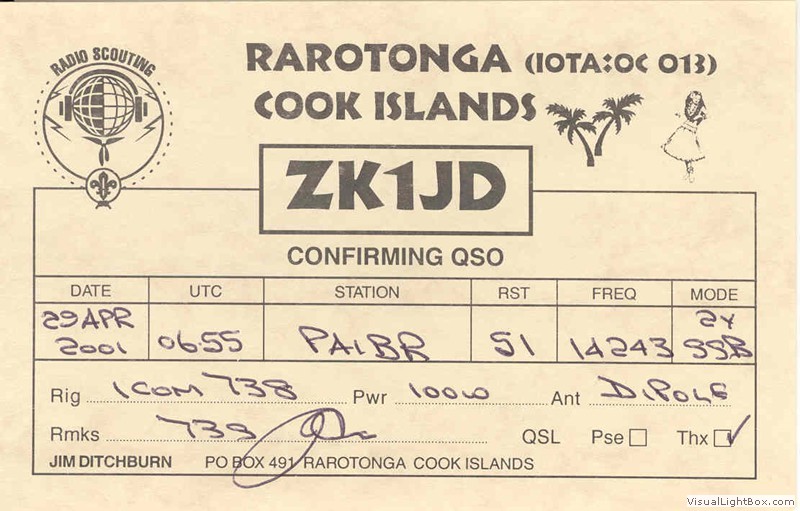 RADIO SCOUTING
RAROTONGA (IOTA:OC 013)
COOK ISLANDS
ZK1JD
CONFIRMING QSO
DATE UTC STATION RST FREQ MODE
29 APR 2001 06.55 PA1BR 51 14243 2X SSB
Rig ICOM 738 Pwr 100W Ant DIPOLE
Rmks 73s QSL Pse Thx ✓
JIM DITCHBURN PO BOX 491 RAROTONGA COOK ISLANDS
VisualLightBox.com